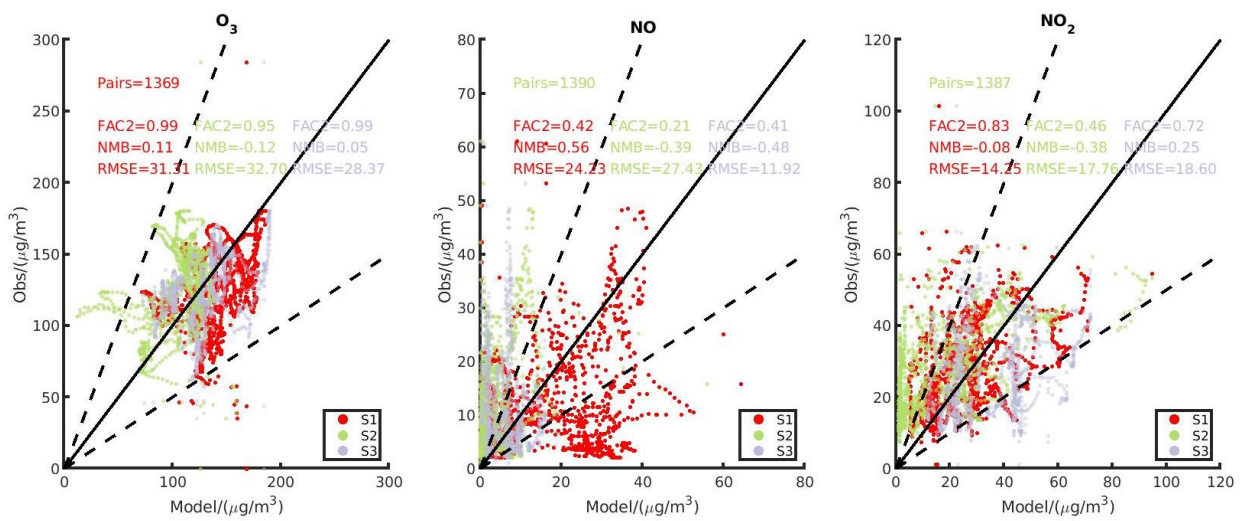 O3
300
250
200
150
100
50
0
Obs/(μg/m3)
Pairs=1369
FAC2=0.99 FAC2=0.95 FAC2=0.99
NMB=0.11 NMB=-0.12 NMB=0.05
RMSE=31.31 RMSE=32.70 RMSE=28.37
S1
S2
S3
0 100 200 300
Model/(μg/m3)
NO
80
70
60
50
40
30
20
10
0
Obs/(μg/m3)
Pairs=1390
FAC2=0.42 FAC2=0.21 FAC2=0.41
NMB=0.56 NMB=-0.39 NMB=-0.48
RMSE=24.23 RMSE=27.43 RMSE=11.92
S1
S2
S3
0 20 40 60 80
Model/(μg/m3)
NO2
120
100
80
60
40
20
0
Obs/(μg/m3)
Pairs=1387
FAC2=0.83 FAC2=0.46 FAC2=0.72
NMB=-0.08 NMB=-0.38 NMB=0.25
RMSE=14.25 RMSE=17.76 RMSE=18.60
S1
S2
S3
0 20 40 60 80 100 120
Model/(μg/m3)